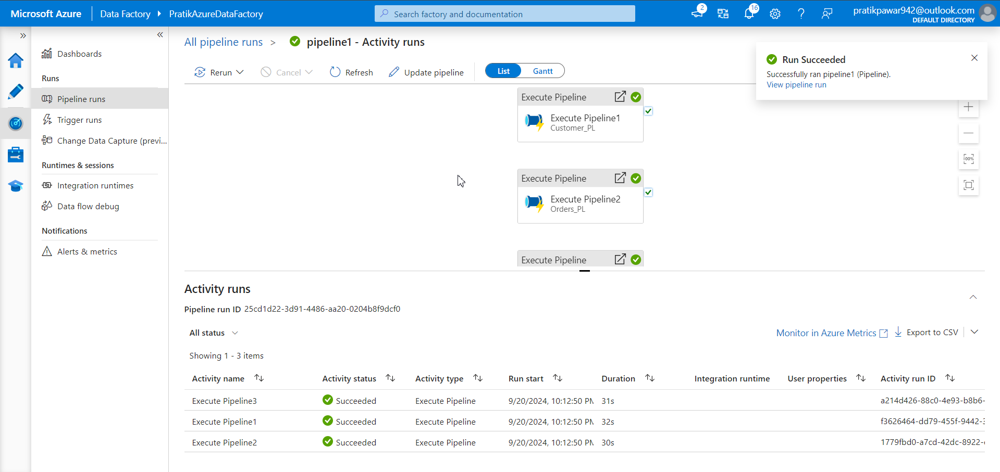 Microsoft Azure | Data Factory PratikAzureDataFactory
Search factory and documentation
2
16
pratikpawar942@outlook.com
DEFAULT DIRECTORY
Dashboards
Runs
Pipeline runs
Trigger runs
Change Data Capture (previ...
Runtimes & sessions
Integration runtimes
Data flow debug
Notifications
Alerts & metrics
All pipeline runs > pipeline1 - Activity runs
Rerun Cancel Refresh Update pipeline List Gantt
Run Succeeded
Successfully ran pipeline1 (Pipeline).
View pipeline run
Execute Pipeline
Execute Pipeline1
Customer_PL
Execute Pipeline
Execute Pipeline2
Orders_PL
Execute Pipeline
100%
Activity runs
Pipeline run ID 25cd1d22-3d91-4486-aa20-0204b8f9dcf0
All status
Monitor in Azure Metrics Export to CSV
Showing 1 - 3 items
Activity name Activity status Activity type Run start Duration Integration runtime User properties Activity run ID
Execute Pipeline3 Succeeded Execute Pipeline 9/20/2024, 10:12:50 PM 31s a214d426-88c0-4e93-b8b6-
Execute Pipeline1 Succeeded Execute Pipeline 9/20/2024, 10:12:50 PM 32s f3626464-dd79-455f-9442-3
Execute Pipeline2 Succeeded Execute Pipeline 9/20/2024, 10:12:50 PM 30s 1779fbd0-a7cd-42dc-8922-